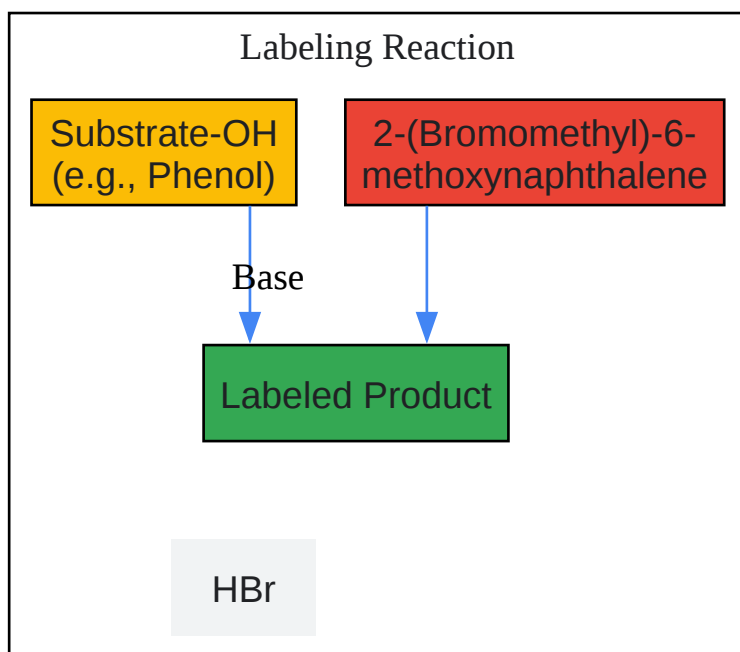 Labeling Reaction
Substrate-OH
(e.g., Phenol)
2-(Bromomethyl)-6-
methoxynaphthalene
Base
Labeled Product
HBr